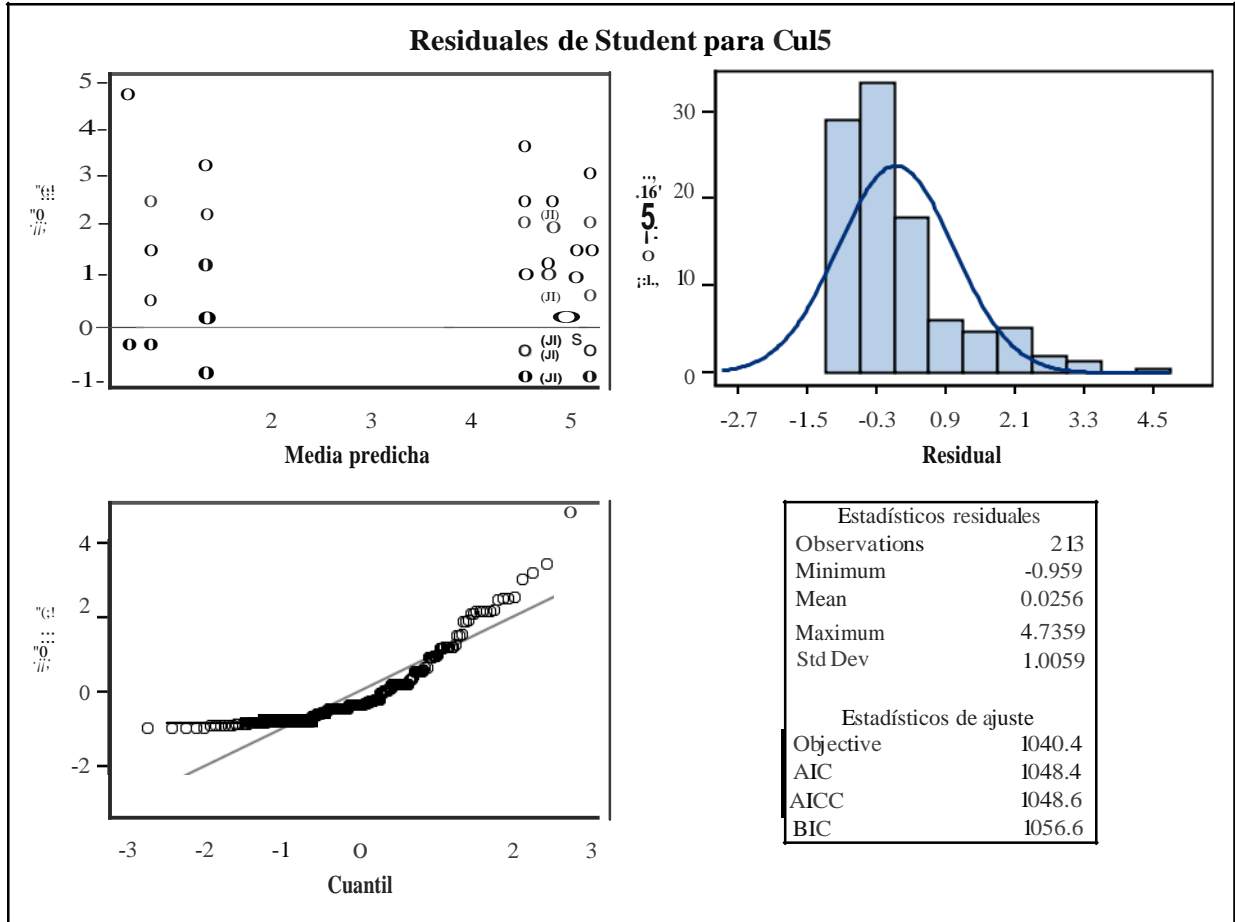 Residuales de Student para Cul5
5
4
3
2
1
0
-1
2 3 4 5
Media predicha
30
20
10
0
-2.7 -1.5 -0.3 0.9 2.1 3.3 4.5
Residual
4
2
0
-2
-3 -2 -1 O 2 3
Cuantil
Estadísticos residuales
Observations 213
Minimum -0.959
Mean 0.0256
Maximum 4.7359
Std Dev 1.0059
Estadísticos de ajuste
Objective 1040.4
AIC 1048.4
AICC 1048.6
BIC 1056.6